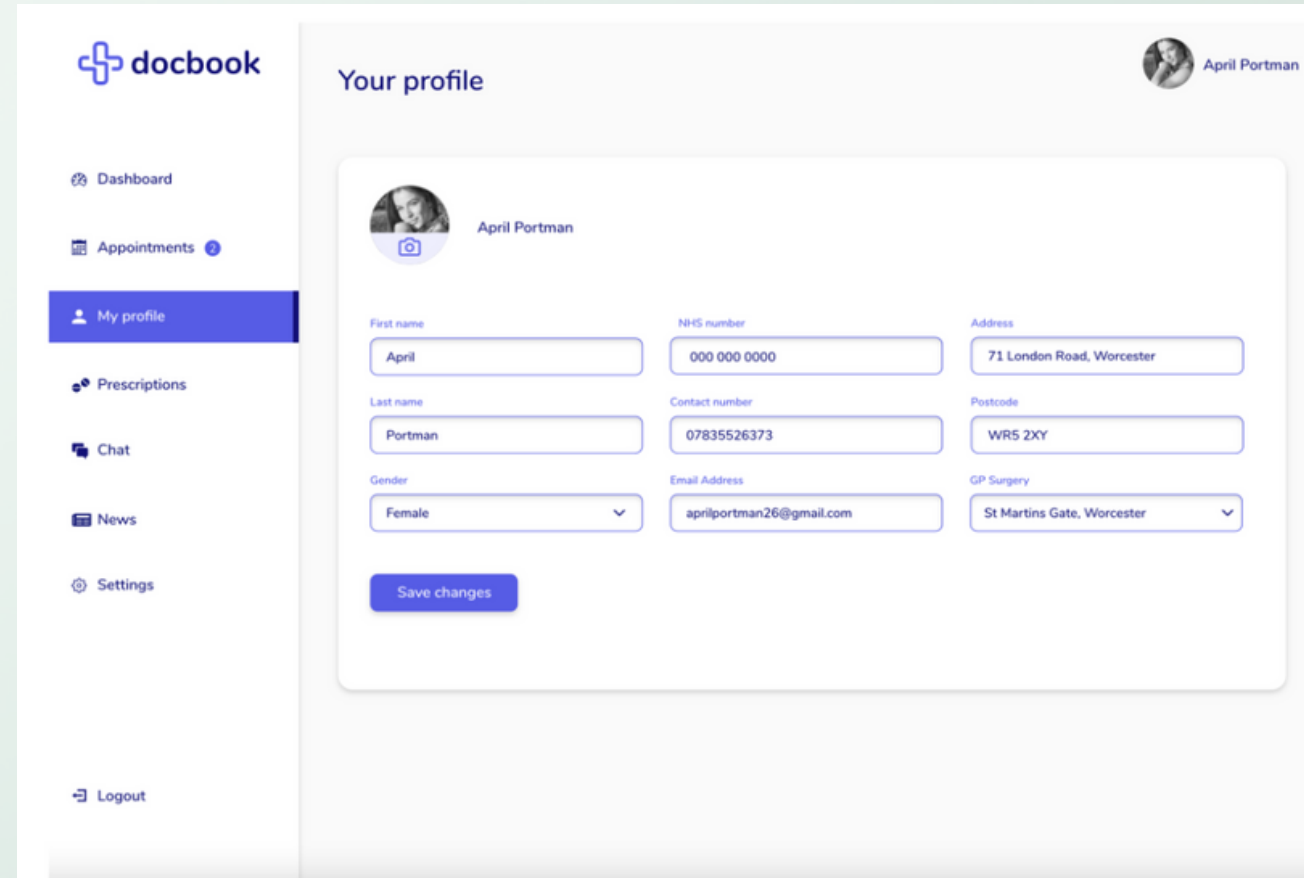 docbook
Your profile
April Portman
Dashboard
Appointments 2
My profile
Prescriptions
Chat
News
Settings
Logout
April Portman
First name
April
NHS number
000 000 0000
Address
71 London Road, Worcester
Last name
Portman
Contact number
07835526373
Postcode
WR5 2XY
Gender
Female
Email Address
aprilportman26@gmail.com
GP Surgery
St Martins Gate, Worcester
Save changes